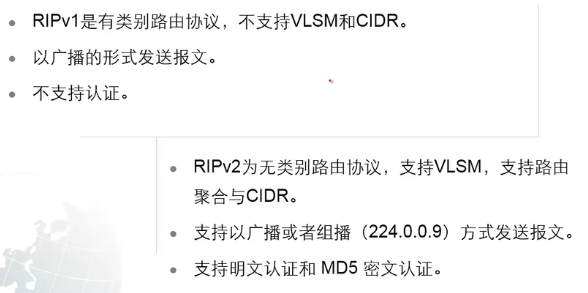 RIPv1是有类别路由协议，不支持VLSM和CIDR。
以广播的形式发送报文。
不支持认证。
RIPv2为无类别路由协议，支持VLSM，支持路由
聚合与CIDR。
支持以广播或者组播（224.0.0.9）方式发送报文。
支持明文认证和 MD5 密文认证。